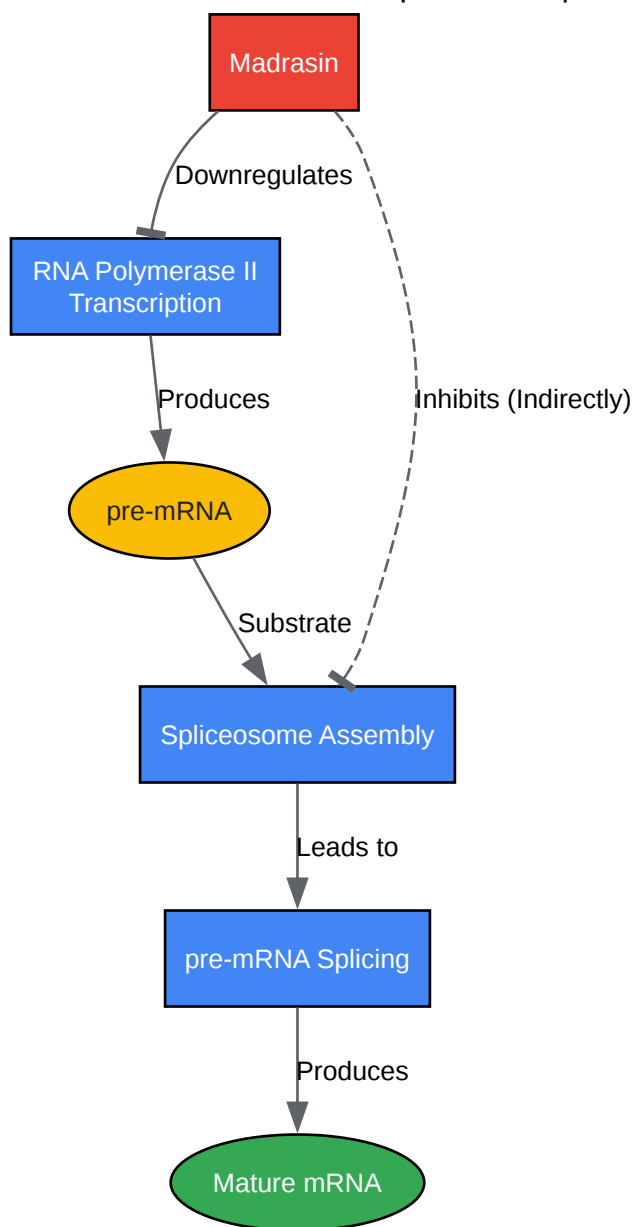 Madrasin
Downregulates
RNA Polymerase II
Transcription
Produces
Inhibits (Indirectly)
pre-mRNA
Substrate
Spliceosome Assembly
Leads to
pre-mRNA Splicing
Produces
Mature mRNA